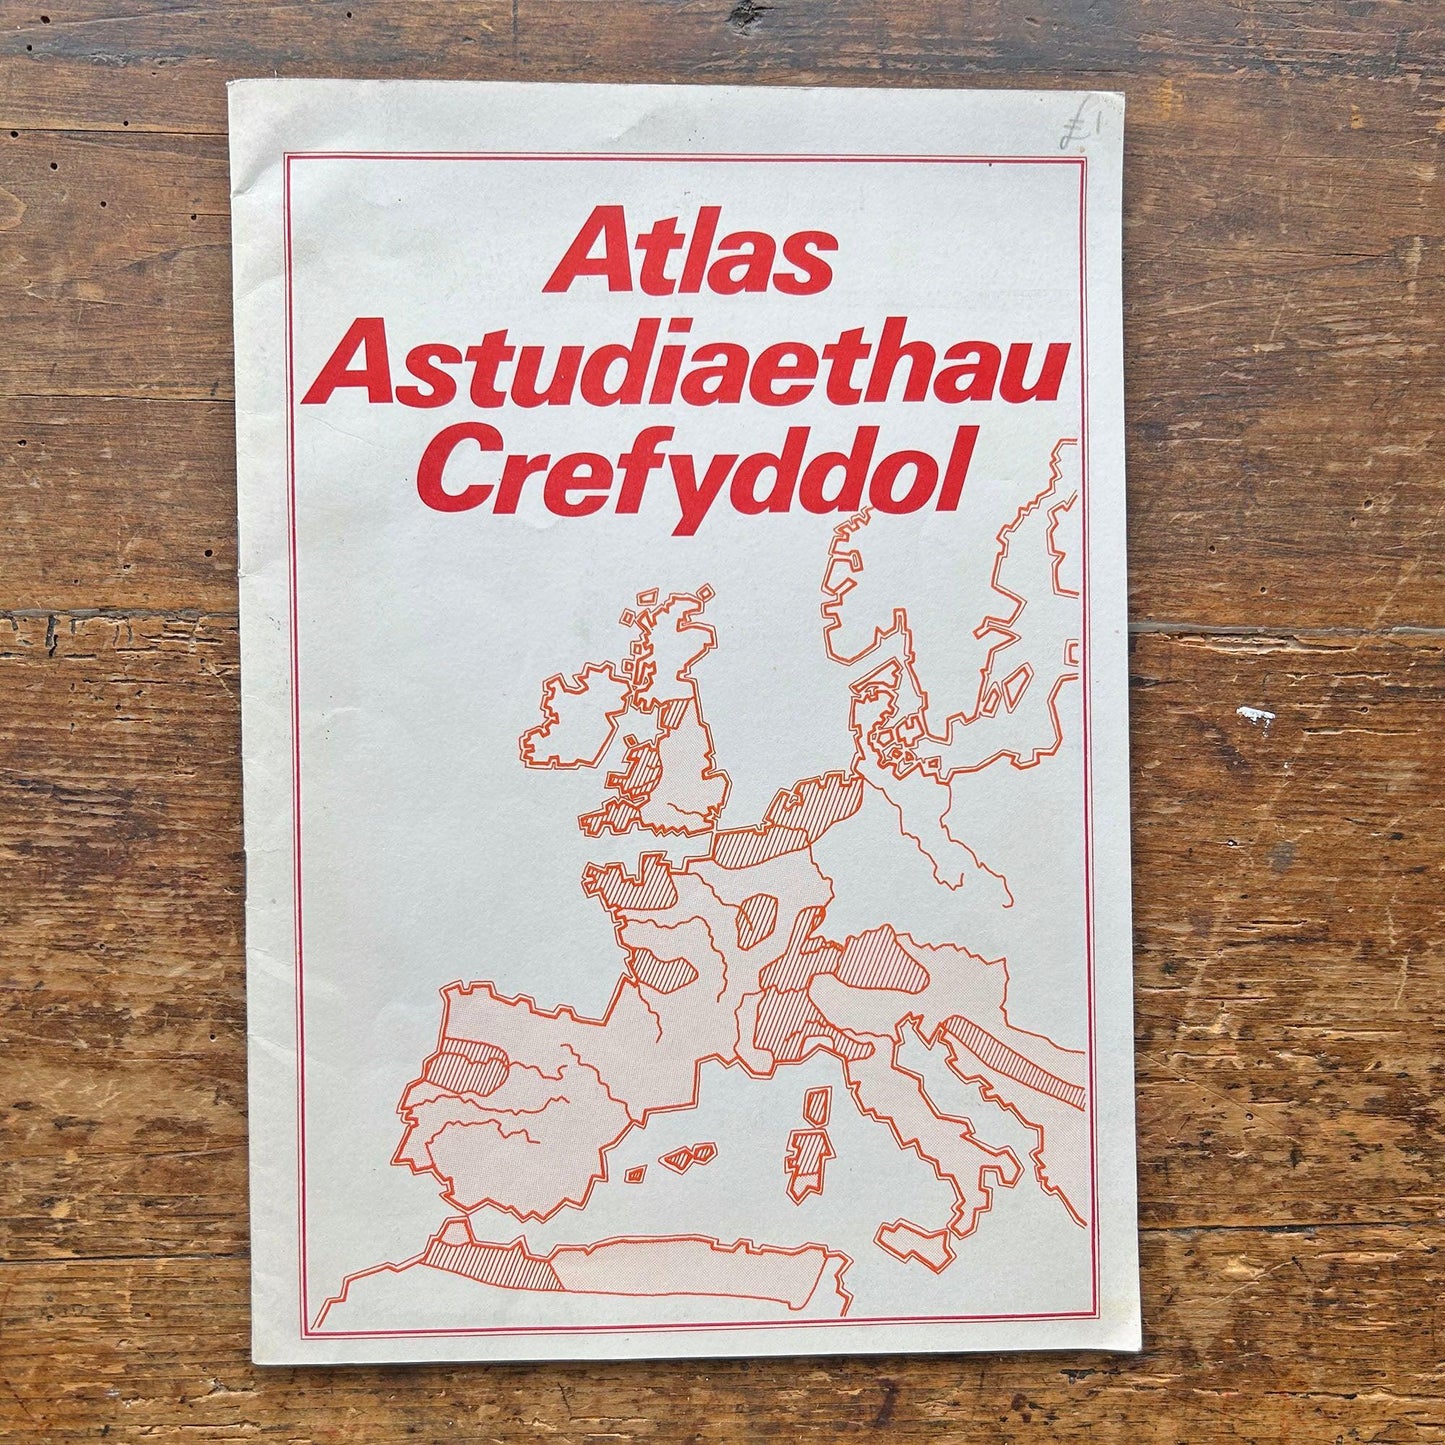 £1
Atlas
Astudiaethau
Crefyddol